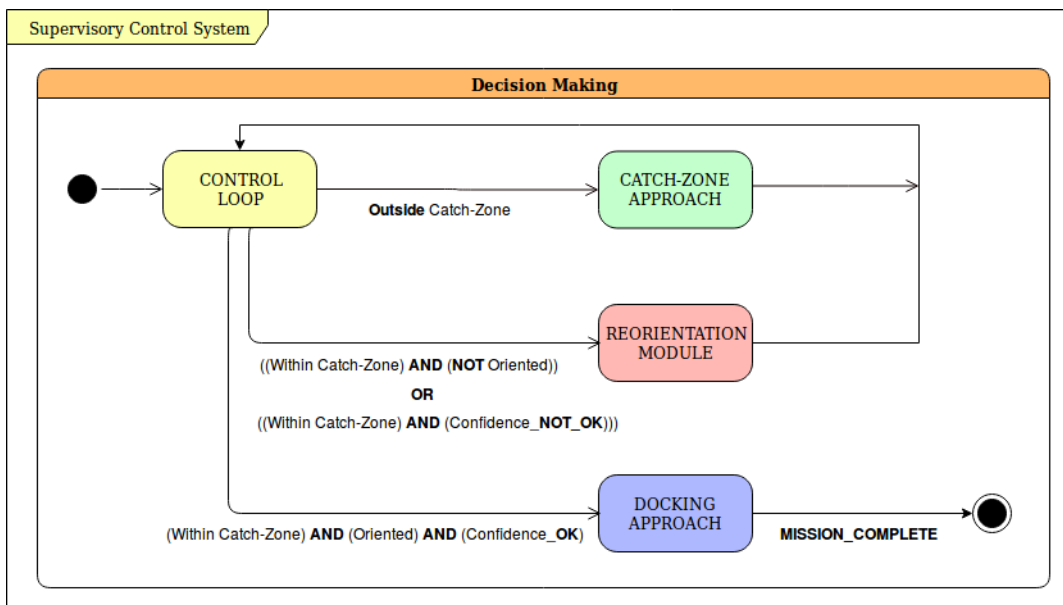 Supervisory Control System
Decision Making
CONTROL
LOOP
CATCH-ZONE
APPROACH
Outside Catch-Zone
REORIENTATION
MODULE
((Within Catch-Zone) AND (NOT Oriented))
OR
((Within Catch-Zone) AND (Confidence_NOT_OK)))
DOCKING
APPROACH
(Within Catch-Zone) AND (Oriented) AND (Confidence_OK)
MISSION_COMPLETE